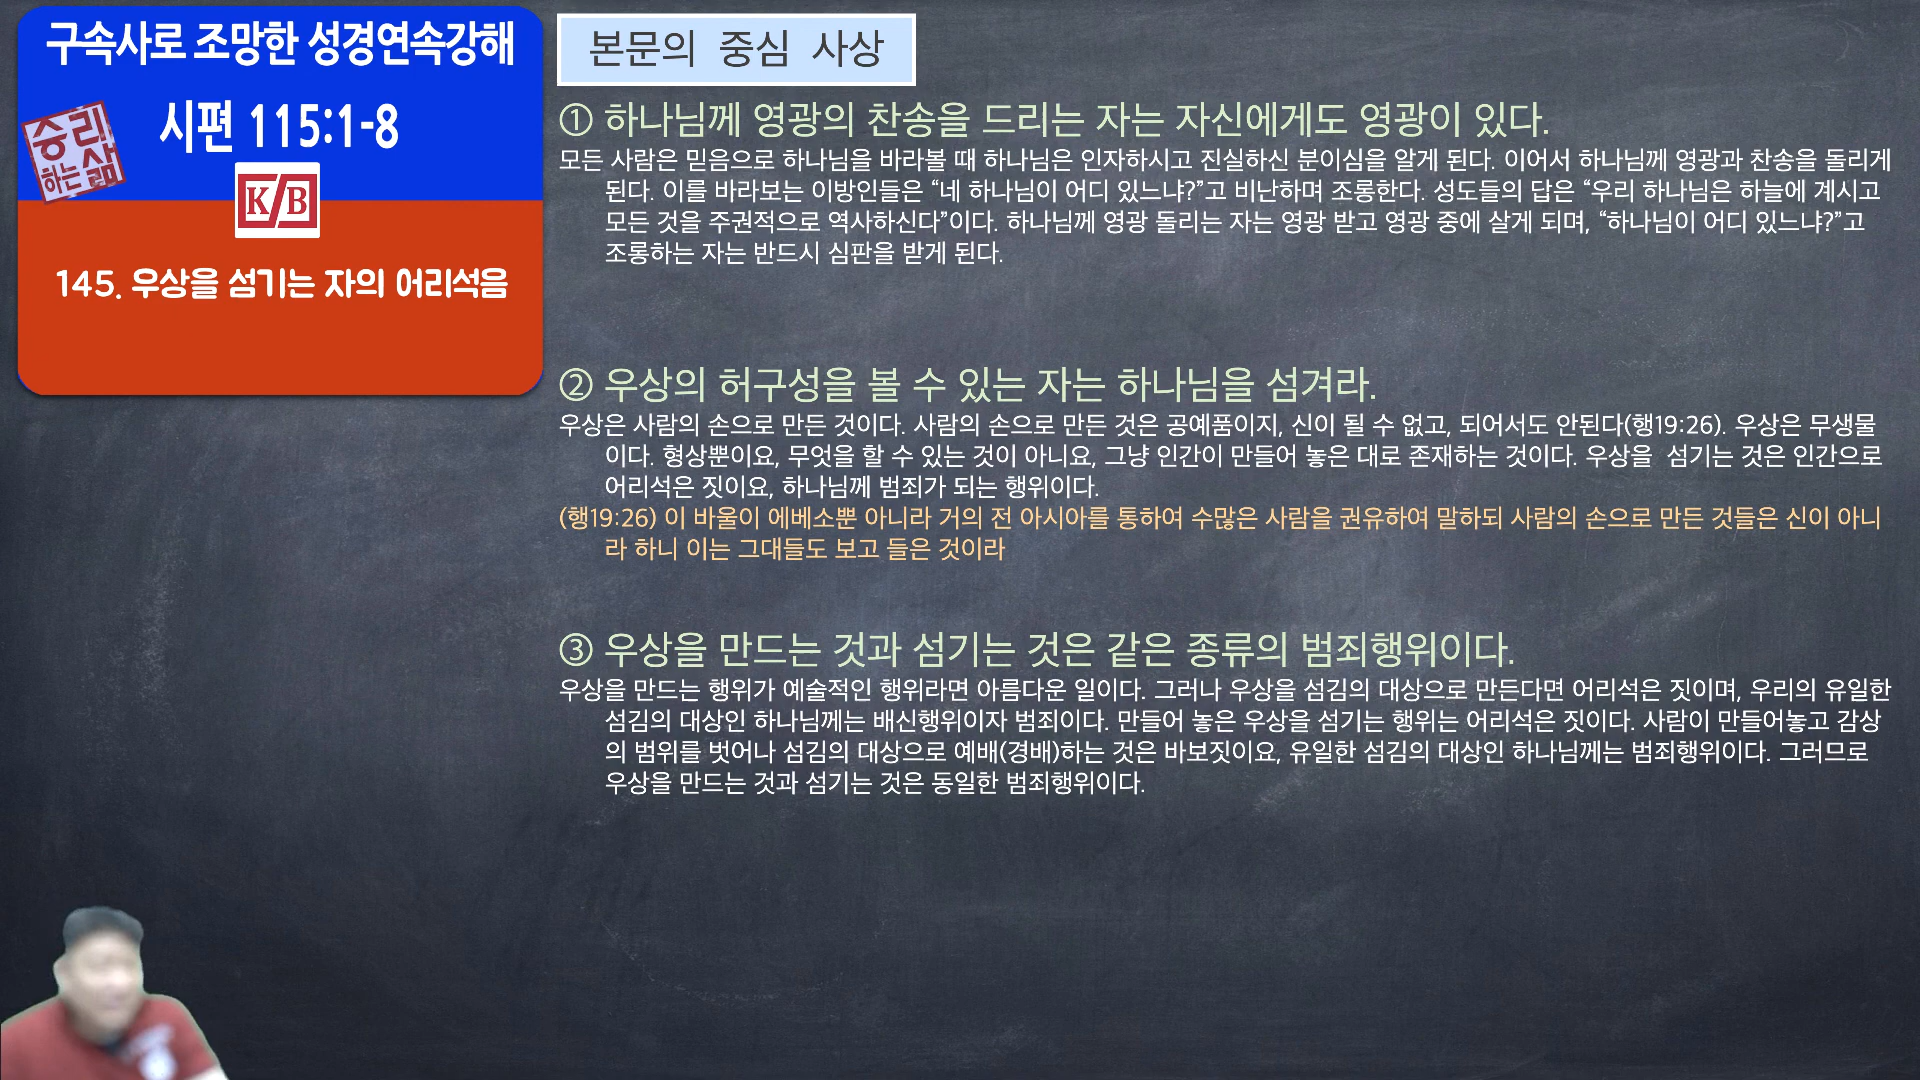 구속사로 조망한 성경연속강해
시편 115:1-8
승리
하는 삶
K/B
145. 우상을 섬기는 자의 어리석음
본문의 중심 사상
① 하나님께 영광의 찬송을 드리는 자는 자신에게도 영광이 있다.
모든 사람은 믿음으로 하나님을 바라볼 때 하나님은 인자하시고 진실하신 분이심을 알게 된다. 이어서 하나님께 영광과 찬송을 돌리게
된다. 이를 바라보는 이방인들은 “네 하나님이 어디 있느냐?”고 비난하며 조롱한다. 성도들의 답은 “우리 하나님은 하늘에 계시고
모든 것을 주권적으로 역사하신다”이다. 하나님께 영광 돌리는 자는 영광 받고 영광 중에 살게 되며, “하나님이 어디 있느냐?”고
조롱하는 자는 반드시 심판을 받게 된다.
② 우상의 허구성을 볼 수 있는 자는 하나님을 섬겨라.
우상은 사람의 손으로 만든 것이다. 사람의 손으로 만든 것은 공예품이지, 신이 될 수 없고, 되어서도 안된다(행19:26). 우상은 무생물
이다. 형상뿐이요, 무엇을 할 수 있는 것이 아니요, 그냥 인간이 만들어 놓은 대로 존재하는 것이다. 우상을 섬기는 것은 인간으로
어리석은 짓이요, 하나님께 범죄가 되는 행위이다.
(행19:26) 이 바울이 에베소뿐 아니라 거의 전 아시아를 통하여 수많은 사람을 권유하여 말하되 사람의 손으로 만든 것들은 신이 아니
라 하니 이는 그대들도 보고 들은 것이라
③ 우상을 만드는 것과 섬기는 것은 같은 종류의 범죄행위이다.
우상을 만드는 행위가 예술적인 행위라면 아름다운 일이다. 그러나 우상을 섬김의 대상으로 만든다면 어리석은 짓이며, 우리의 유일한
섬김의 대상인 하나님께는 배신행위이자 범죄이다. 만들어 놓은 우상을 섬기는 행위는 어리석은 짓이다. 사람이 만들어놓고 감상
의 범위를 벗어나 섬김의 대상으로 예배(경배)하는 것은 바보짓이요, 유일한 섬김의 대상인 하나님께는 범죄행위이다. 그러므로
우상을 만드는 것과 섬기는 것은 동일한 범죄행위이다.